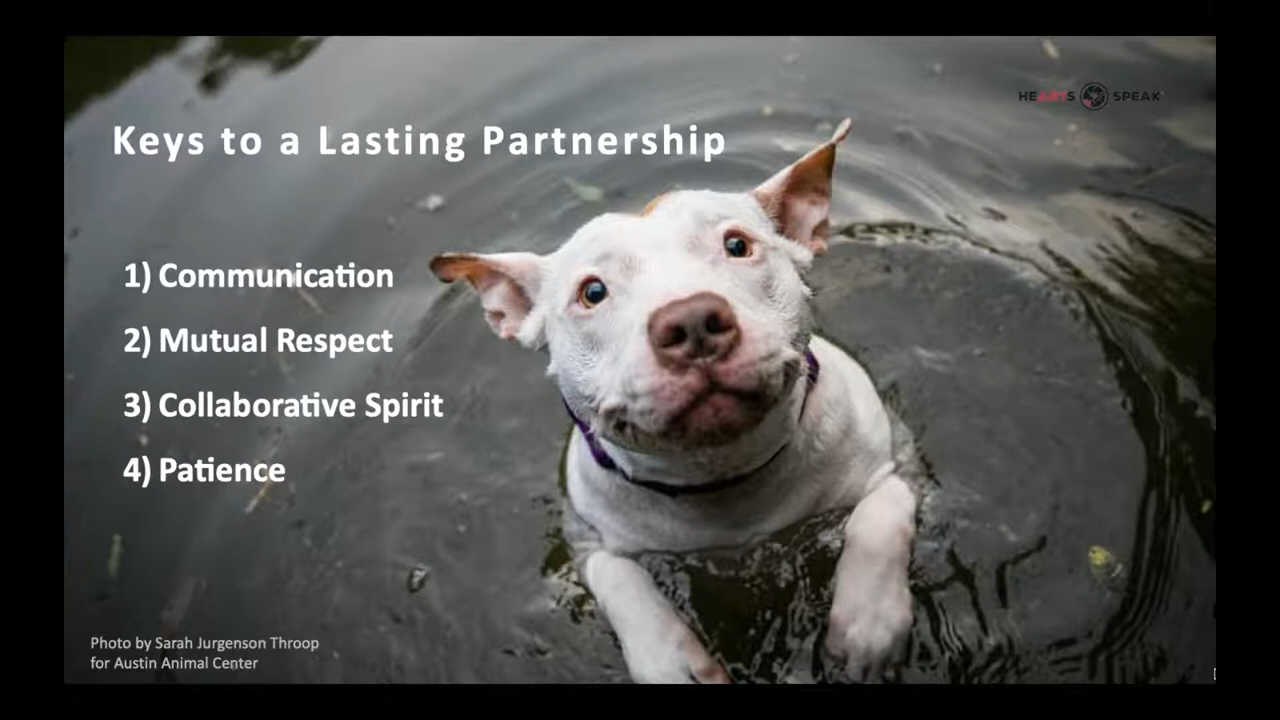 HEARTS SPEAK
Keys to a Lasting Partnership
1) Communication
2) Mutual Respect
3) Collaborative Spirit
4) Patience
Photo by Sarah Jurgenson Throop
for Austin Animal Center